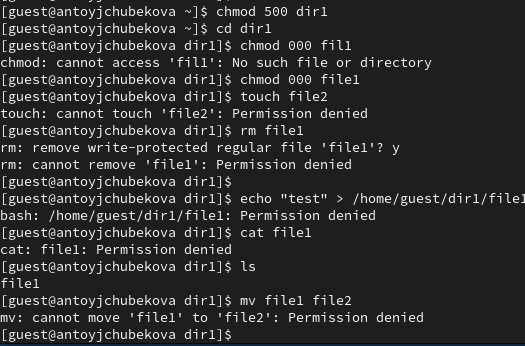 [guest@antoyjchubekova ~]$ chmod 500 dir1
[guest@antoyjchubekova ~]$ cd dir1
[guest@antoyjchubekova dir1]$ chmod 000 fil1
chmod: cannot access 'fil1': No such file or directory
[guest@antoyjchubekova dir1]$ chmod 000 file1
[guest@antoyjchubekova dir1]$ touch file2
touch: cannot touch 'file2': Permission denied
[guest@antoyjchubekova dir1]$ rm file1
rm: remove write-protected regular file 'file1'? y
rm: cannot remove 'file1': Permission denied
[guest@antoyjchubekova dir1]$
[guest@antoyjchubekova dir1]$ echo "test" > /home/guest/dir1/file1
bash: /home/guest/dir1/file1: Permission denied
[guest@antoyjchubekova dir1]$ cat file1
cat: file1: Permission denied
[guest@antoyjchubekova dir1]$ ls
file1
[guest@antoyjchubekova dir1]$ mv file1 file2
mv: cannot move 'file1' to 'file2': Permission denied
[guest@antoyjchubekova dir1]$